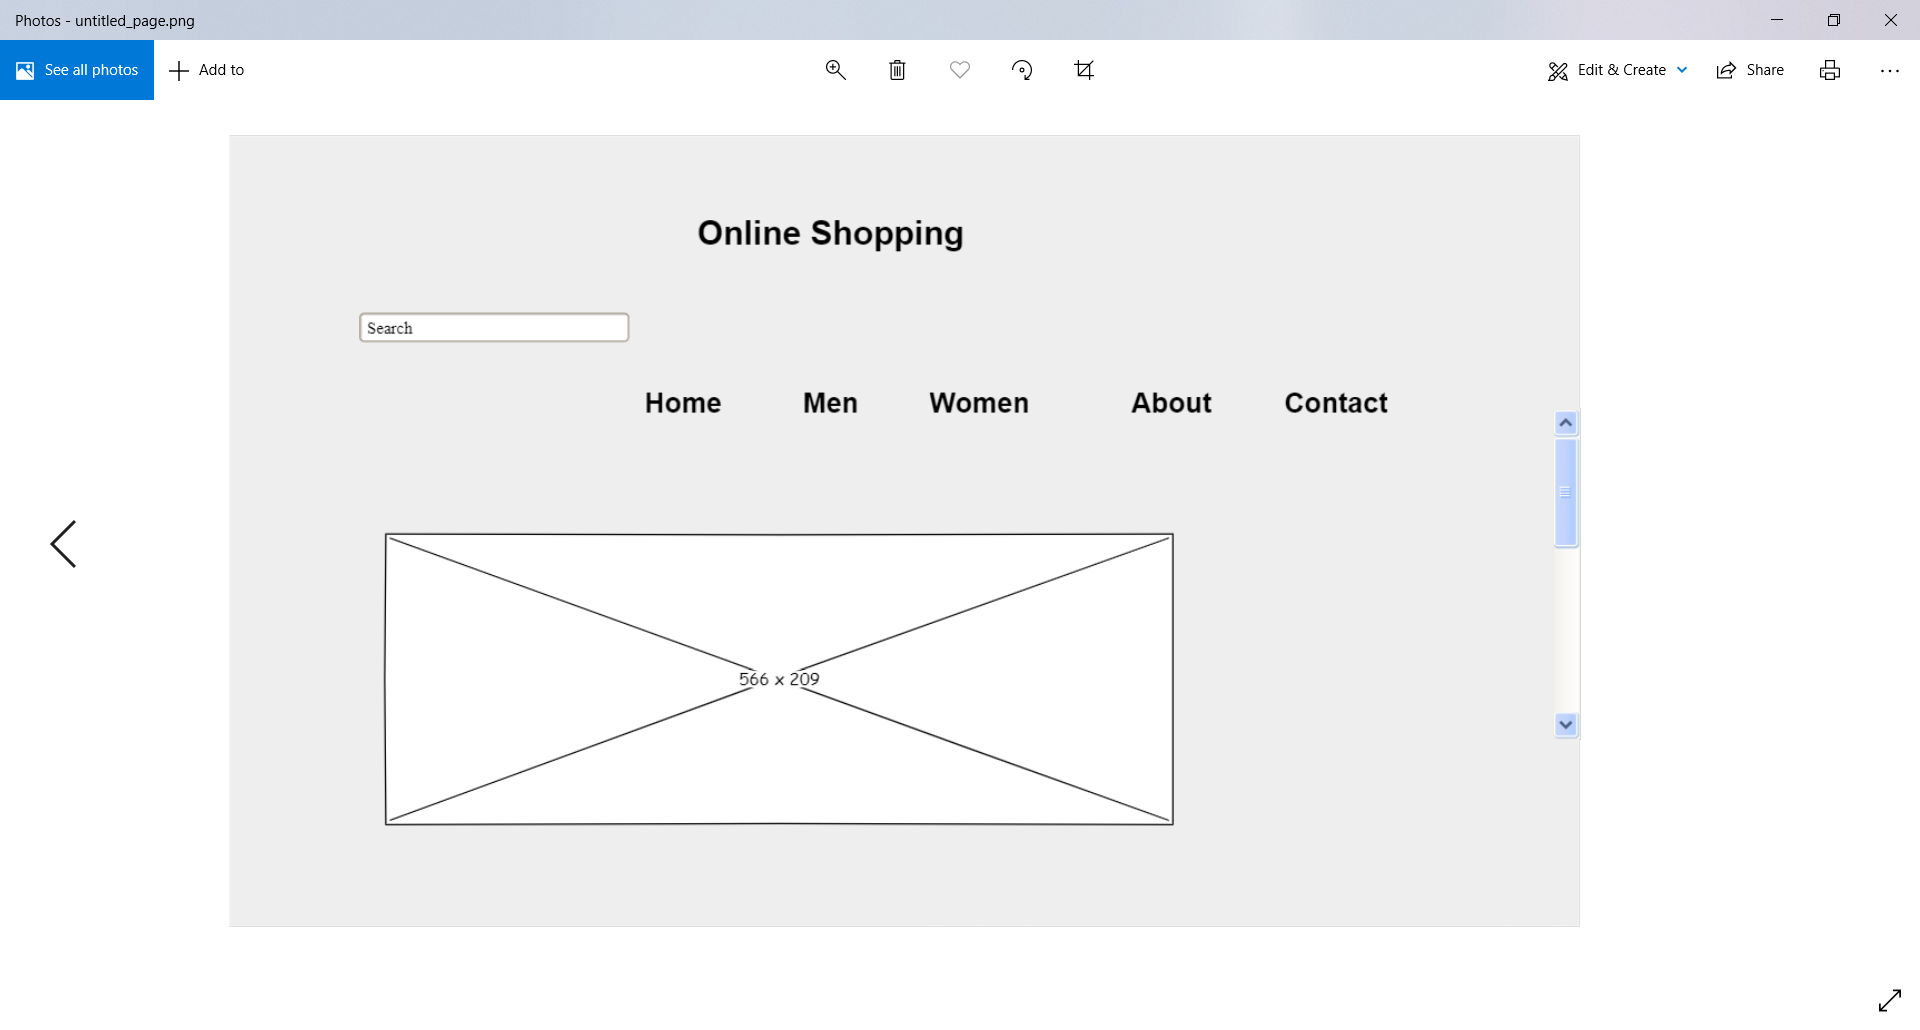 Photos - untitled_page.png
See all photos Add to Edit & Create Share
Online Shopping
Search
Home Men Women About Contact
566 x 209